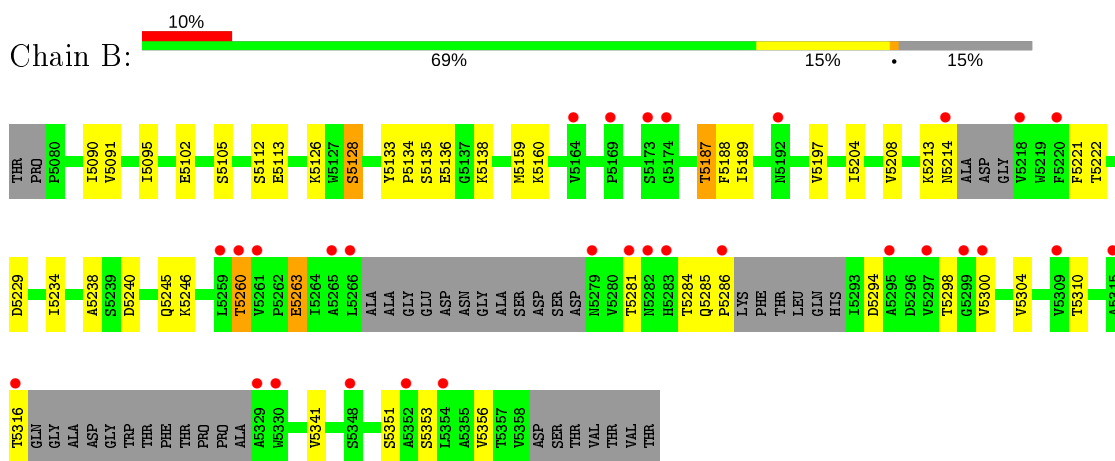 10%
Chain B:
69% 15% • 15%
THR PRO P5080 I5090 V5091 I5095 E5102 S5105 S5112 E5113 K5126 W5127 S5128 Y5133 P5134 S5135 E5136 G5137 K5138 M5159 K5160 V5164 P5169 S5173 G5174 T5187 F5188 I5189 N5192 V5197 I5204 V5208 K5213 N5214 ALA ASP GLY V5218 W5219 F5220 F5221 T5222
D5229 I5234 A5238 S5239 D5240 Q5245 K5246 L5259 T5260 V5261 P5262 E5263 I5264 A5265 L5266 ALA ALA GLY GLU ASP ASN GLY ALA SER ASP SER ASP N5279 V5280 T5281 N5282 H5283 T5284 Q5285 P5286 LYS PHE THR LEU GLN HIS I5293 D5294 A5295 D5296 V5297 T5298 G5299 V5300 V5304 V5309 T5310 A5315
T5316 GLN GLY ALA ASP GLY TRP THR PHE THR PRO PRO ALA A5329 W5330 V5341 S5348 S5351 A5352 S5353 L5354 A5355 V5356 T5357 V5358 ASP SER THR VAL THR VAL THR